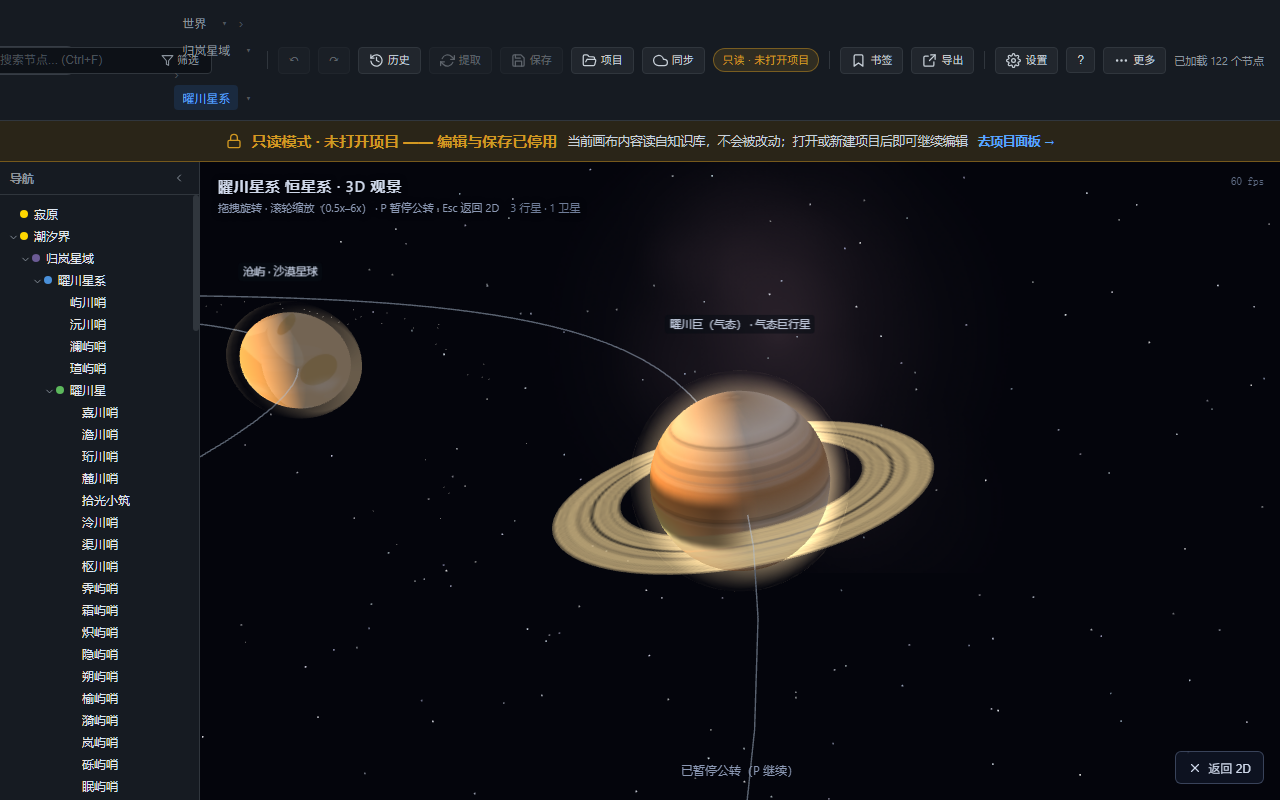 世界
搜索节点... (Ctrl+F)
筛选
归岚星域
曜川星系
历史
提取
保存
项目
同步
只读 · 未打开项目
书签
导出
设置
?
更多
已加载 122 个节点
只读模式 · 未打开项目 —— 编辑与保存已停用 当前画布内容读自知识库，不会被改动；打开或新建项目后即可继续编辑 去项目面板 →
导航
寂原
潮汐界
归岚星域
曜川星系
屿川哨
沅川哨
澜屿哨
瑄屿哨
曜川星
嘉川哨
澹川哨
珩川哨
麓川哨
拾光小筑
泠川哨
渠川哨
枢川哨
霁屿哨
霜屿哨
炽屿哨
隐屿哨
朔屿哨
榆屿哨
漪屿哨
岚屿哨
砾屿哨
眠屿哨
曜川星系 恒星系 · 3D 观景
拖拽旋转 · 滚轮缩放（0.5x–6x） · P 暂停公转 · Esc 返回 2D 3 行星 · 1 卫星
60 fps
沧屿 · 沙漠星球
曜川巨（气态） · 气态巨行星
已暂停公转（P 继续）
返回 2D